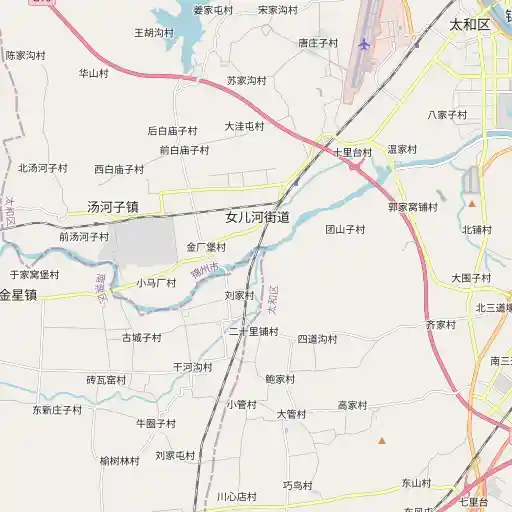 姜家屯村
宋家沟村
太和区
王胡沟村
唐庄子村
陈家沟村
华山村
苏家沟村
八家子村
后白庙子村
大洼屯村
前白庙子村
十里台村
温家村
北汤河子村
西白庙子村
太和区
汤河子镇
女儿河街道
郭家窝铺村
前汤河子村
金厂堡村
团山子村
北铺村
锦州市
于家窝堡村
小马厂村
大围子村
南票区
金星镇
刘家村
太和区
北三道壕
齐家村
古城子村
二十里铺村
四道沟村
南三
干河沟村
砖瓦窑村
鲍家村
东新庄子村
小管村
大管村
高家村
牛圈子村
榆树林村
刘家屯村
川心店村
巧鸟村
东山村
七里台